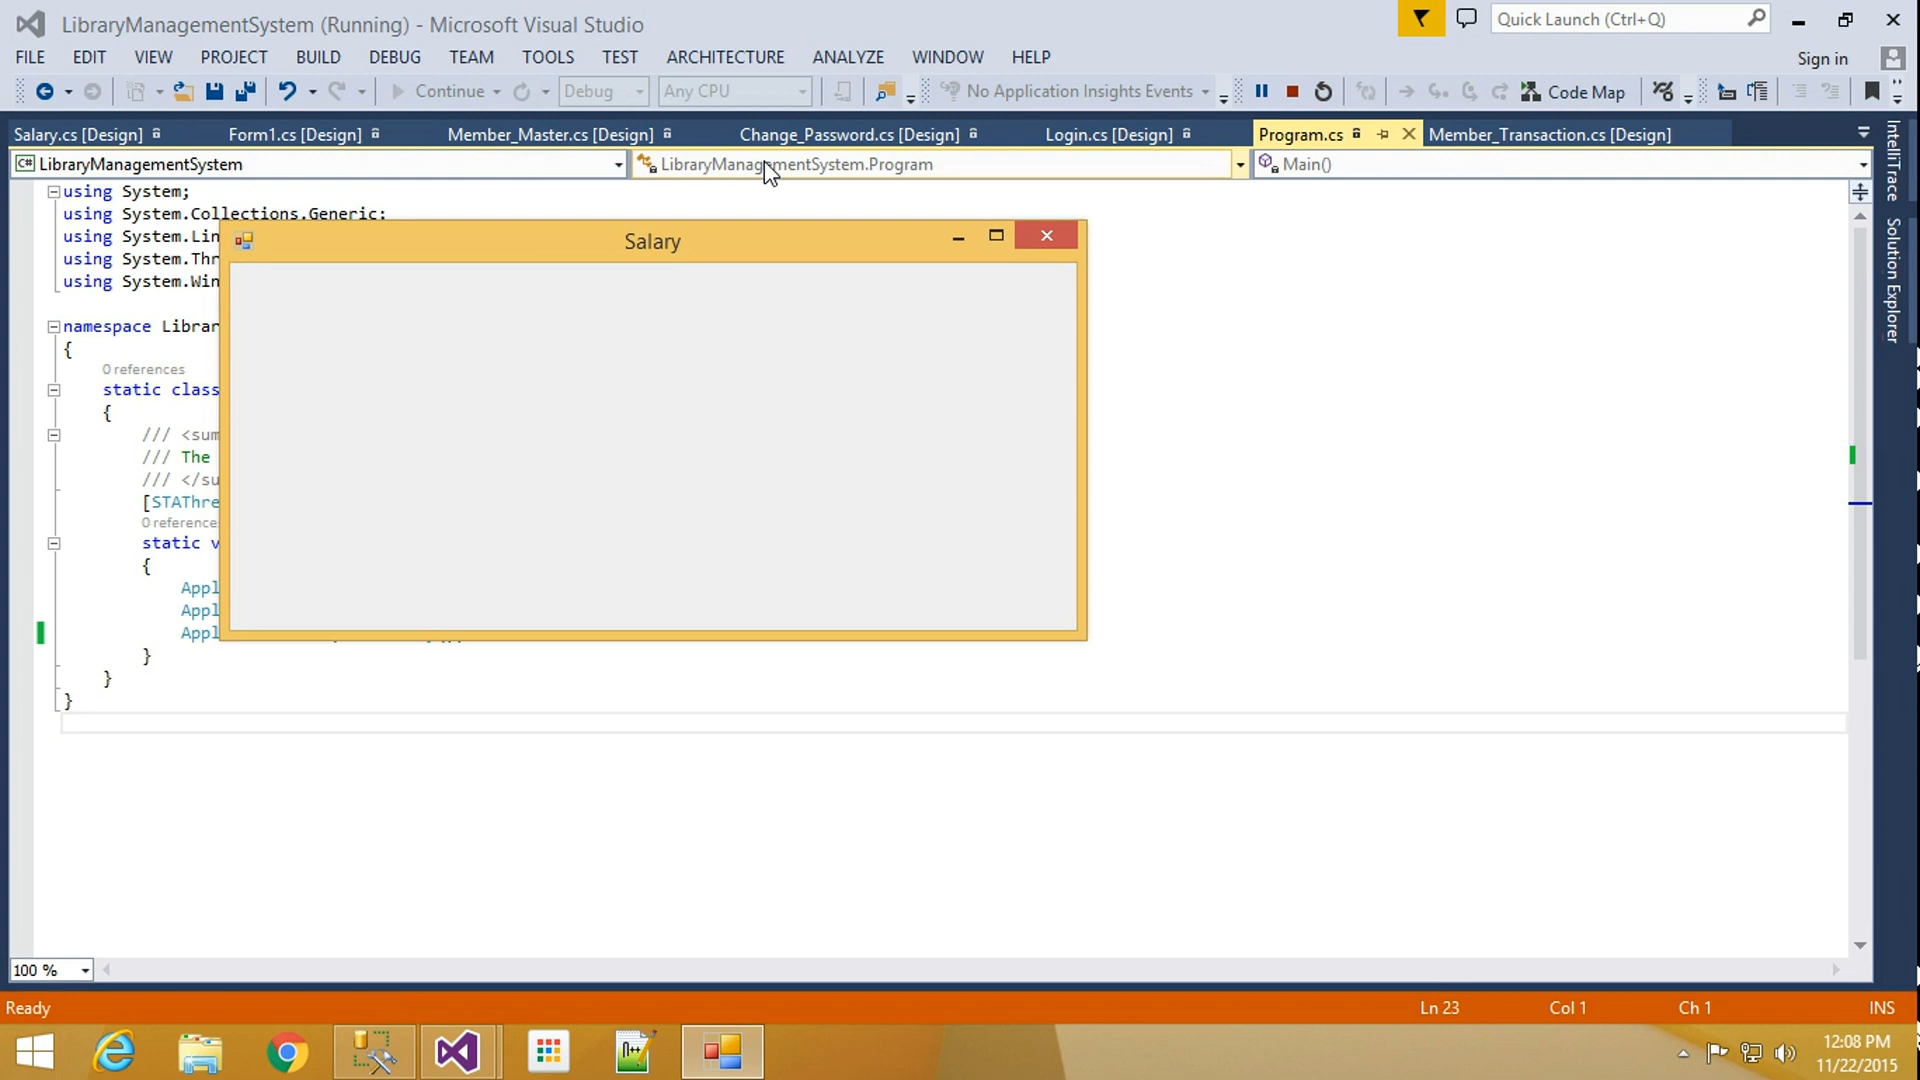 LibraryManagementSystem (Running) - Microsoft Visual Studio
Quick Launch (Ctrl+Q)
FILE EDIT VIEW PROJECT BUILD DEBUG TEAM TOOLS TEST ARCHITECTURE ANALYZE WINDOW HELP
Sign in
Continue Debug Any CPU No Application Insights Events Code Map
Salary.cs [Design] Form1.cs [Design] Member_Master.cs [Design] Change_Password.cs [Design] Login.cs [Design] Program.cs Member_Transaction.cs [Design]
C# LibraryManagementSystem LibraryManagementSystem.Program Main()
IntelliTrace
Solution Explorer
using System;
using System.Collections.Generic;
using System.Lin
using System.Thr
using System.Win
Salary
namespace Librar
{
0 references
static class
{
/// <sum
/// The
/// </su
[STAThre
0 reference
static v
{
Appl
Appl
Appl
}
}
}
100 %
Ready Ln 23 Col 1 Ch 1 INS
12:08 PM
11/22/2015